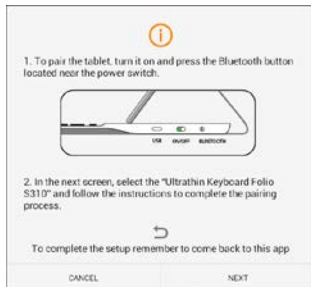 1. To pair the tablet, turn it on and press the Bluetooth button
located near the power switch.
USB ON/OFF BLUETOOTH
2. In the next screen, select the "Ultrathin Keyboard Folio
S310" and follow the instructions to complete the pairing
process.
To complete the setup remember to come back to this app
CANCEL NEXT